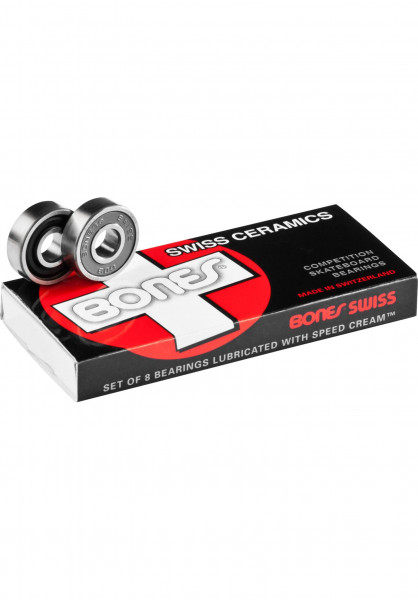 SWISS CERAMICS
BONES
COMPETITION
SKATEBOARD
BEARINGS
MADE IN SWITZERLAND
BONES SWISS
SET OF 8 BEARINGS LUBRICATED WITH SPEED CREAM™